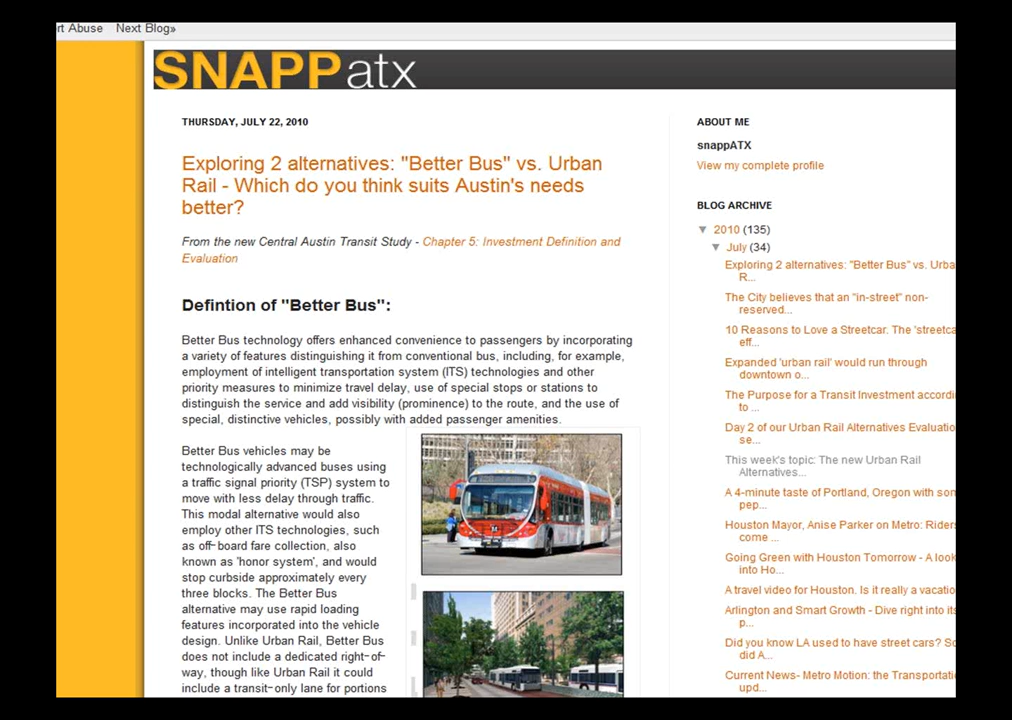 rt Abuse Next Blog»
SNAPPatx
THURSDAY, JULY 22, 2010
Exploring 2 alternatives: "Better Bus" vs. Urban
Rail - Which do you think suits Austin's needs
better?
From the new Central Austin Transit Study - Chapter 5: Investment Definition and
Evaluation
Defintion of "Better Bus":
Better Bus technology offers enhanced convenience to passengers by incorporating
a variety of features distinguishing it from conventional bus, including, for example,
employment of intelligent transportation system (ITS) technologies and other
priority measures to minimize travel delay, use of special stops or stations to
distinguish the service and add visibility (prominence) to the route, and the use of
special, distinctive vehicles, possibly with added passenger amenities.
Better Bus vehicles may be
technologically advanced buses using
a traffic signal priority (TSP) system to
move with less delay through traffic.
This modal alternative would also
employ other ITS technologies, such
as off-board fare collection, also
known as 'honor system', and would
stop curbside approximately every
three blocks. The Better Bus
alternative may use rapid loading
features incorporated into the vehicle
design. Unlike Urban Rail, Better Bus
does not include a dedicated right-of-
way, though like Urban Rail it could
include a transit-only lane for portions
ABOUT ME
snappATX
View my complete profile
BLOG ARCHIVE
▼ 2010 (135)
▼ July (34)
Exploring 2 alternatives: "Better Bus" vs. Urba
R...
The City believes that an "in-street" non-
reserved...
10 Reasons to Love a Streetcar. The 'streetca
eff...
Expanded 'urban rail' would run through
downtown o...
The Purpose for a Transit Investment accordi
to ...
Day 2 of our Urban Rail Alternatives Evaluatio
se...
This week's topic: The new Urban Rail
Alternatives...
A 4-minute taste of Portland, Oregon with son
pep...
Houston Mayor, Anise Parker on Metro: Riders
come ...
Going Green with Houston Tomorrow - A look
into Ho...
A travel video for Houston. Is it really a vacatio
Arlington and Smart Growth - Dive right into its
p...
Did you know LA used to have street cars? So
did A...
Current News- Metro Motion: the Transportati
upd...